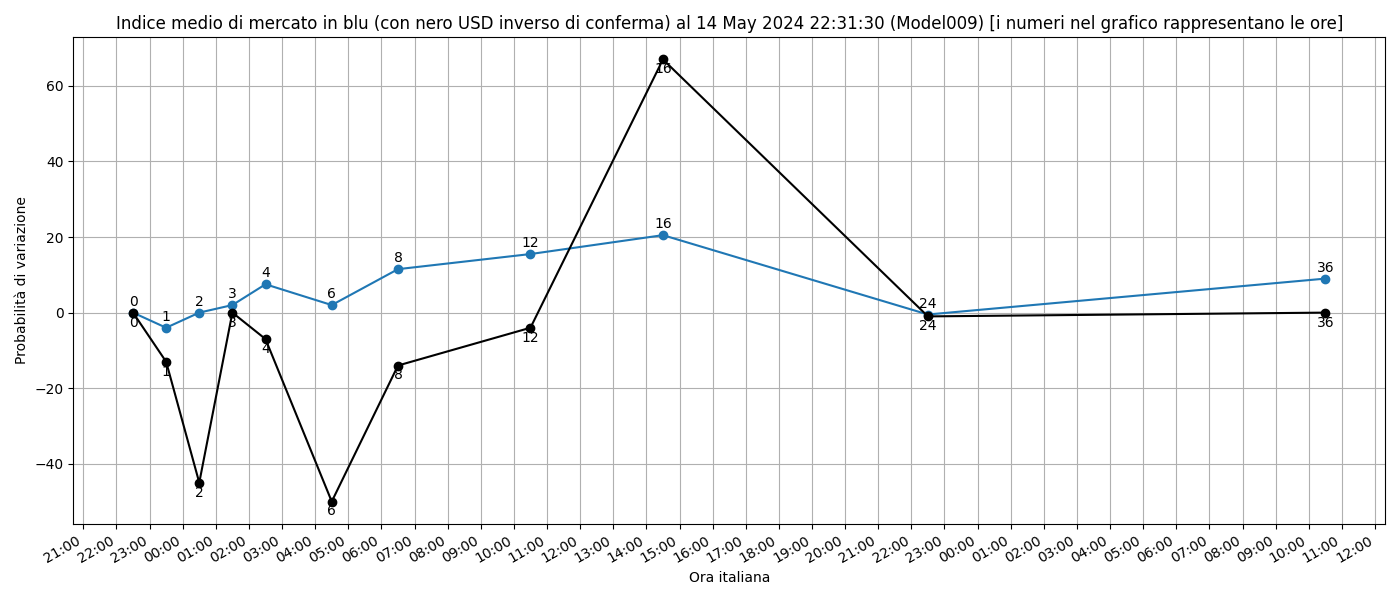 Indice medio di mercato in blu (con nero USD inverso di conferma) al 14 May 2024 22:31:30 (Model009) [i numeri nel grafico rappresentano le ore]
Probabilità di variazione
60
40
20
0
−20
−40
0 1 2 3 4 6 8 12 16 24 36
0 1 2 3 4 6 8 12 16 24 36
21:00 22:00 23:00 00:00 01:00 02:00 03:00 04:00 05:00 06:00 07:00 08:00 09:00 10:00 11:00 12:00 13:00 14:00 15:00 16:00 17:00 18:00 19:00 20:00 21:00 22:00 23:00 00:00 01:00 02:00 03:00 04:00 05:00 06:00 07:00 08:00 09:00 10:00 11:00 12:00
Ora italiana